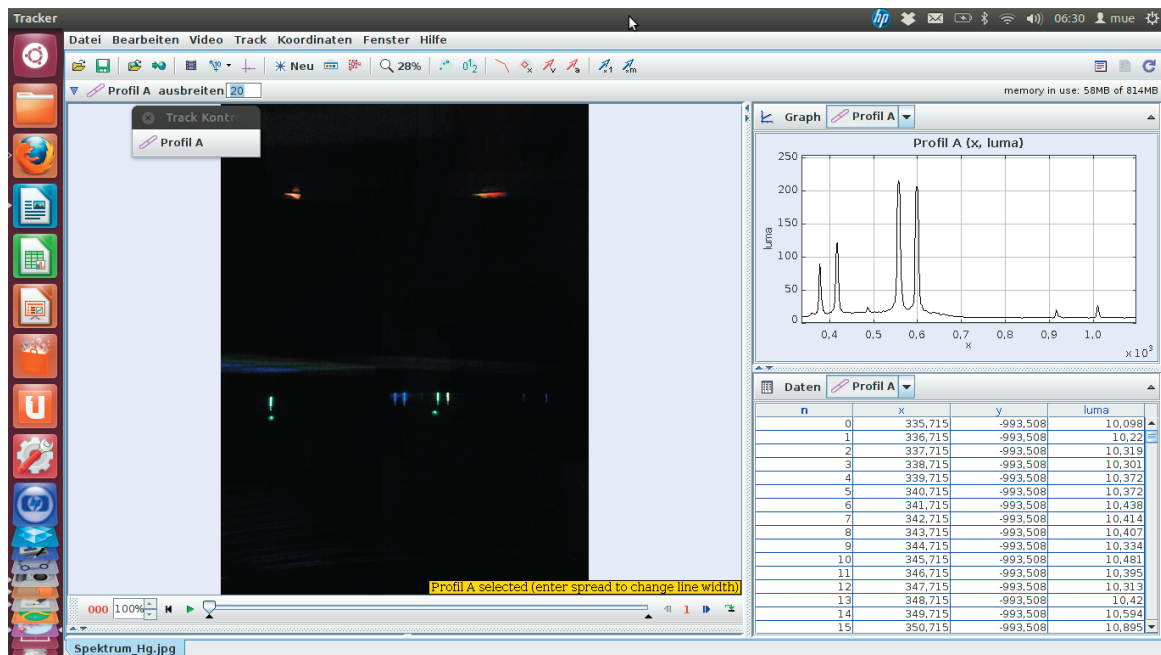 Tracker
06:30 mue
Datei Bearbeiten Video Track Koordinaten Fenster Hilfe
Neu 28%
Profil A ausbreiten 20
memory in use: 58MB of 814MB
Track Kontr
Profil A
Graph Profil A
Profil A (x, luma)
250
200
150
100
50
0
luma
0,4 0,5 0,6 0,7 0,8 0,9 1,0
x
x10³
Daten Profil A
n x y luma
0 335,715 -993,508 10,098
1 336,715 -993,508 10,22
2 337,715 -993,508 10,319
3 338,715 -993,508 10,301
4 339,715 -993,508 10,372
5 340,715 -993,508 10,372
6 341,715 -993,508 10,438
7 342,715 -993,508 10,414
8 343,715 -993,508 10,407
9 344,715 -993,508 10,334
10 345,715 -993,508 10,481
11 346,715 -993,508 10,395
12 347,715 -993,508 10,313
13 348,715 -993,508 10,42
14 349,715 -993,508 10,594
15 350,715 -993,508 10,895
Profil A selected (enter spread to change line width)
000 100% 1
Spektrum_Hg.jpg